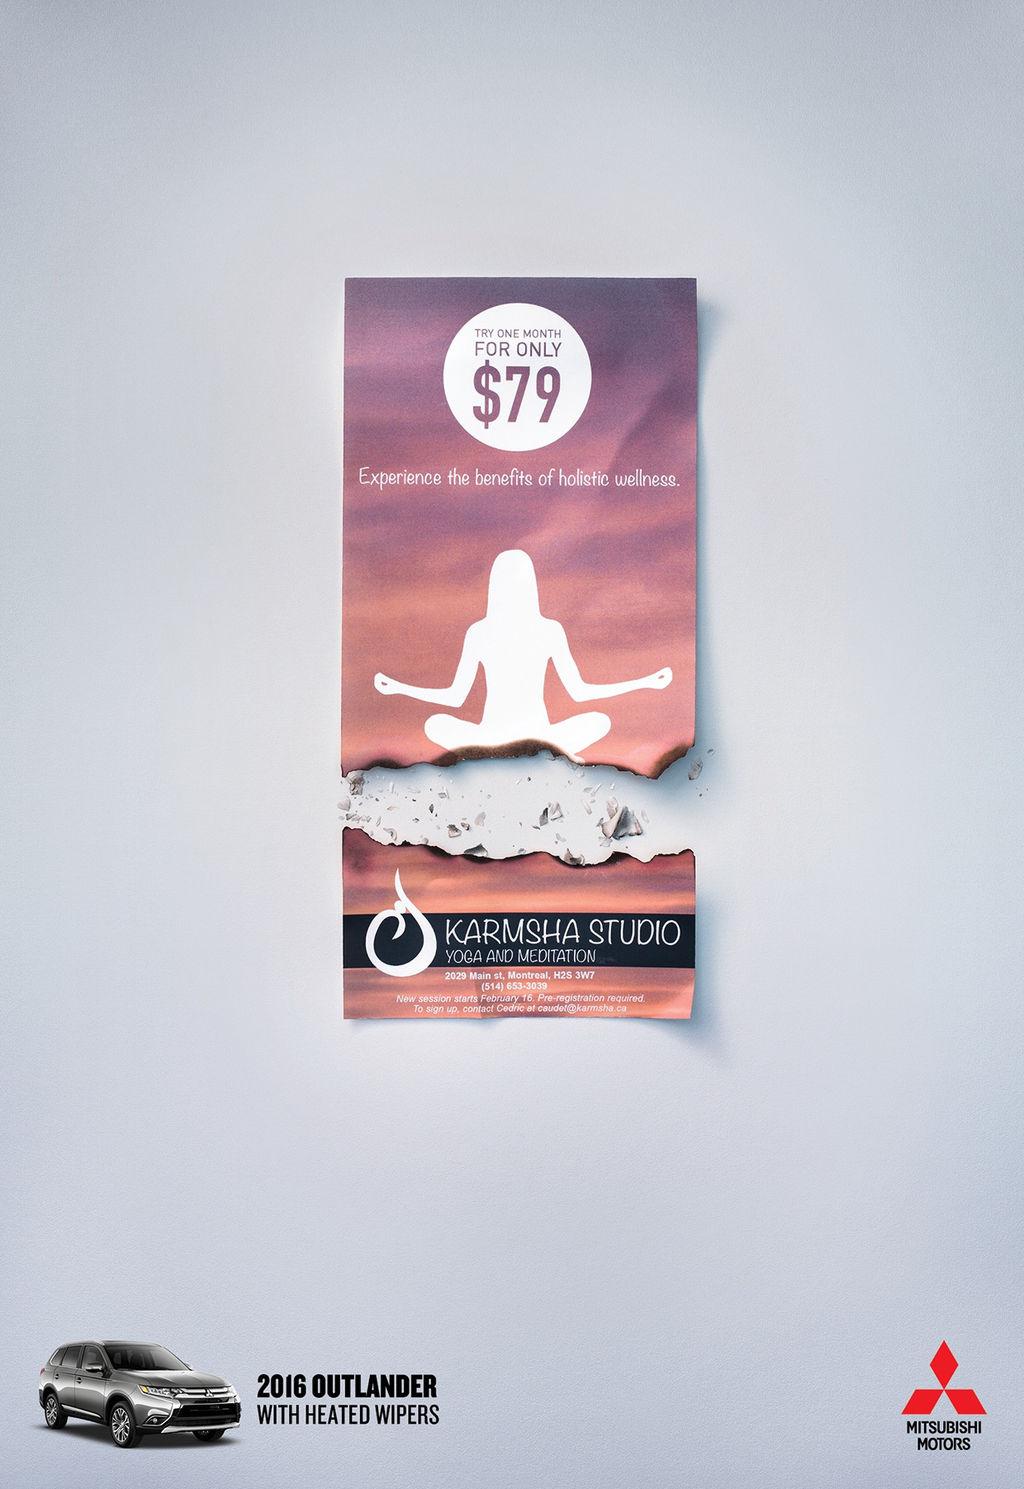 TRY ONE MONTH
FOR ONLY
$79
Experience the benefits of holistic wellness.
KARMSHA STUDIO
YOGA AND MEDITATION
2029 Main st, Montreal, H2S 3W7
(514) 653-3039
New session starts February 16. Pre-registration required.
To sign up, contact Cedric at caudet@karmsha.ca
2016 OUTLANDER
WITH HEATED WIPERS
MITSUBISHI
MOTORS